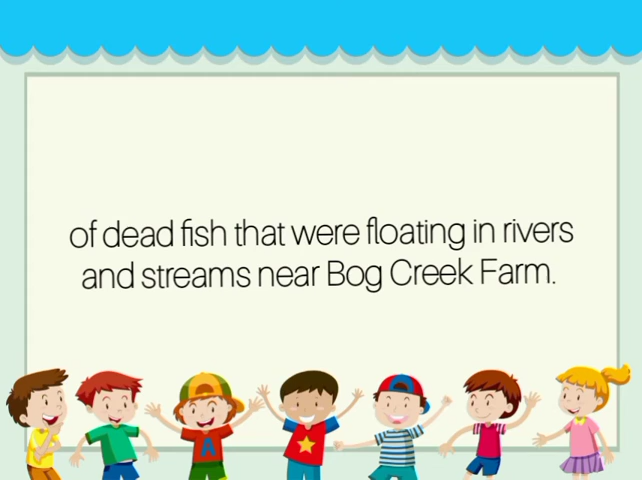 of dead fish that were floating in rivers
and streams near Bog Creek Farm.